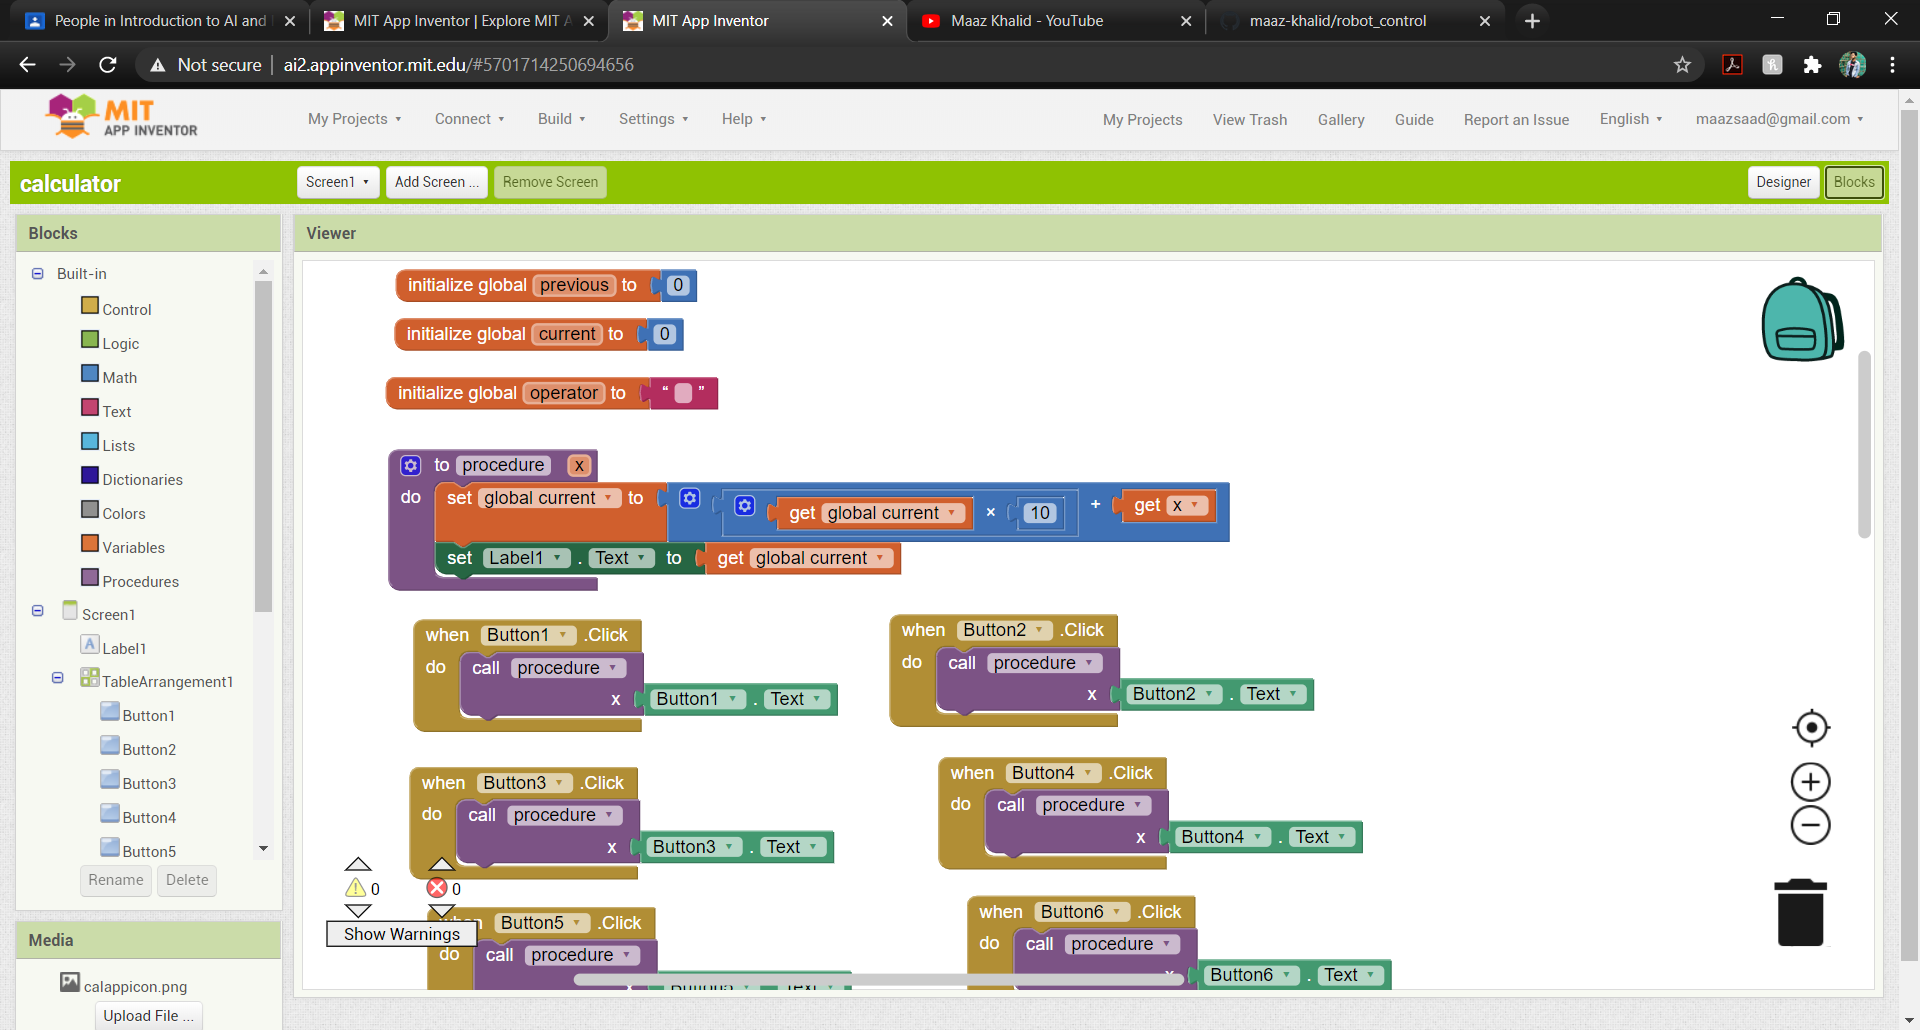 People in Introduction to AI and
MIT App Inventor | Explore MIT A
MIT App Inventor
Maaz Khalid - YouTube
maaz-khalid/robot_control
Not secure
ai2.appinventor.mit.edu/#5701714250694656
MIT
APP INVENTOR
My Projects
Connect
Build
Settings
Help
My Projects
View Trash
Gallery
Guide
Report an Issue
English
maazsaad@gmail.com
calculator
Screen1
Add Screen ...
Remove Screen
Designer
Blocks
Blocks
Built-in
Control
Logic
Math
Text
Lists
Dictionaries
Colors
Variables
Procedures
Screen1
Label1
TableArrangement1
Button1
Button2
Button3
Button4
Button5
Rename
Delete
Media
calappicon.png
Upload File ...
Viewer
initialize global previous to 0
initialize global current to 0
initialize global operator to “ ”
to procedure x
do set global current to get global current × 10 + get x
set Label1 . Text to get global current
when Button1 .Click
do call procedure
x Button1 . Text
when Button2 .Click
do call procedure
x Button2 . Text
when Button3 .Click
do call procedure
x Button3 . Text
when Button4 .Click
do call procedure
x Button4 . Text
when Button5 .Click
do call procedure
Button5 . Text
when Button6 .Click
do call procedure
x Button6 . Text
0
0
Show Warnings